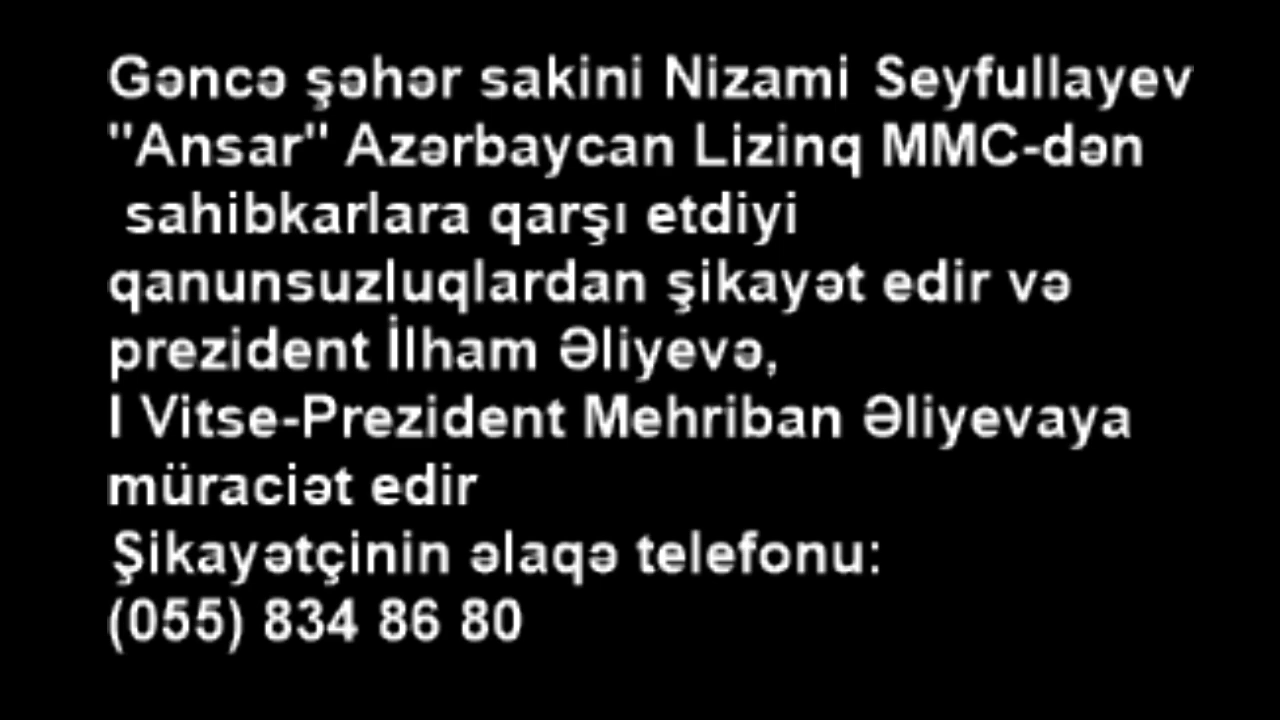 Gəncə şəhər sakini Nizami Seyfullayev
"Ansar" Azərbaycan Lizinq MMC-dən
sahibkarlara qarşı etdiyi
qanunsuzluqlardan şikayət edir və
prezident İlham Əliyevə,
I Vitse-Prezident Mehriban Əliyevaya
müraciət edir
Şikayətçinin əlaqə telefonu:
(055) 834 86 80